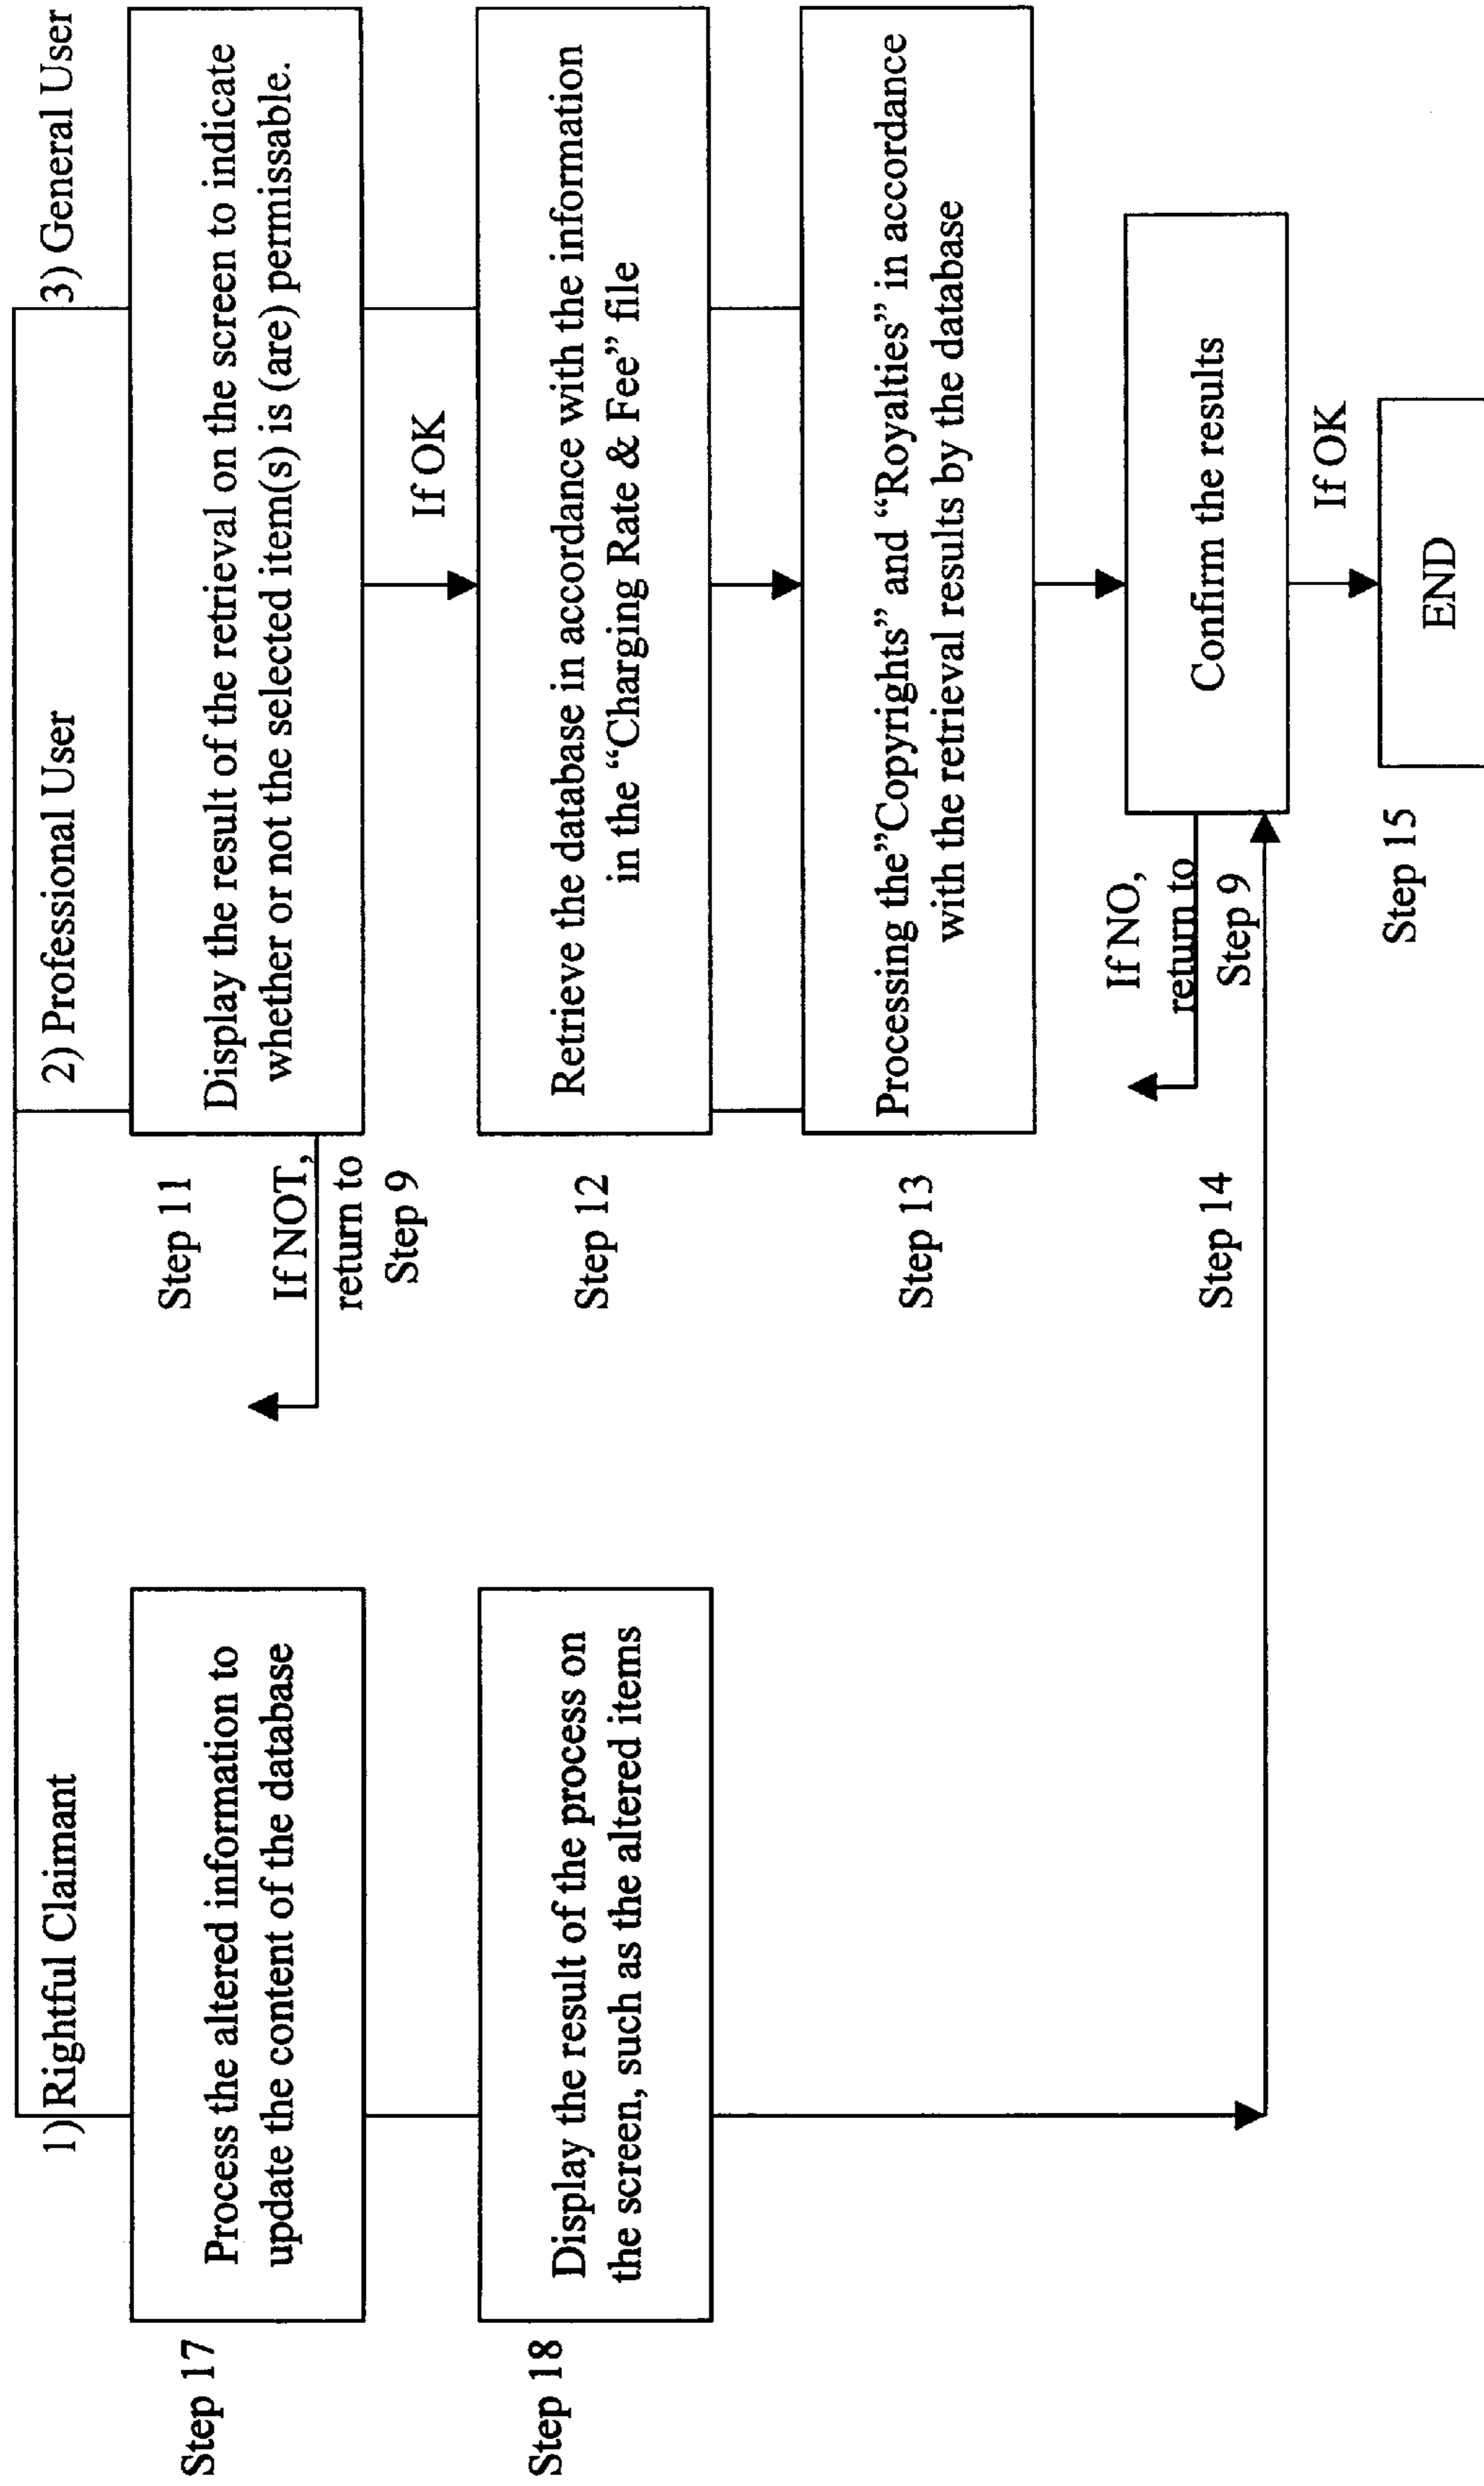 1) Rightful Claimant
2) Professional User
3) General User
Step 17
Process the altered information to
update the content of the database
Step 11
Display the result of the retrieval on the screen to indicate
whether or not the selected item(s) is (are) permissable.
If NOT,
return to
Step 9
If OK
Step 18
Display the result of the process on
the screen, such as the altered items
Step 12
Retrieve the database in accordance with the information
in the “Charging Rate & Fee” file
Step 13
Processing the”Copyrights” and “Royalties” in accordance
with the retrieval results by the database
Step 14
If NO,
return to
Step 9
Confirm the results
If OK
Step 15
END